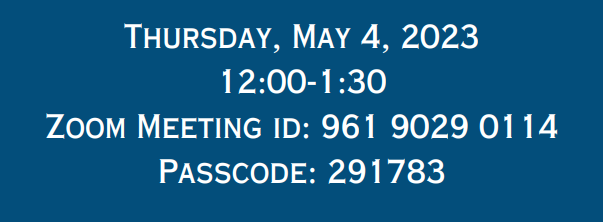 Thursday, May 4, 2023
12:00-1:30
Zoom Meeting id: 961 9029 0114
Passcode: 291783